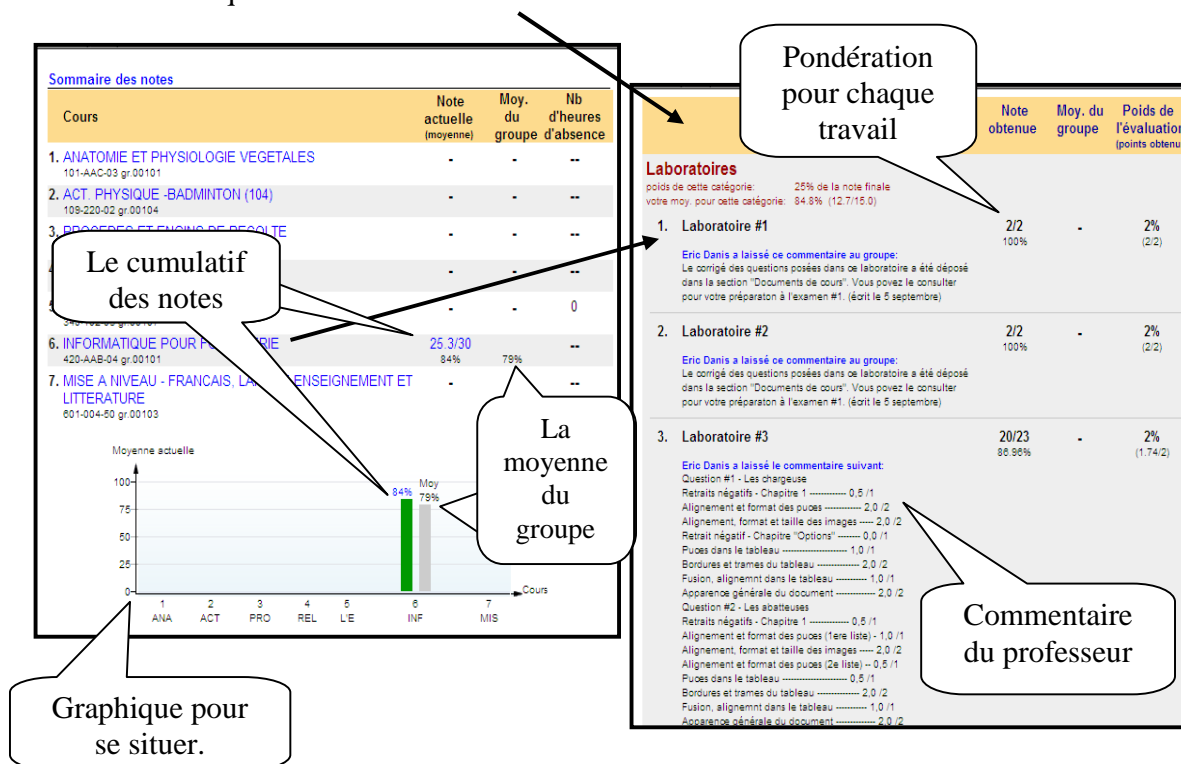 Sommaire des notes
Cours
Note actuelle (moyenne)
Moy. du groupe
Nb d'heures d'absence
1. ANATOMIE ET PHYSIOLOGIE VEGETALES - - --
101-AAC-03 gr.00101
2. ACT. PHYSIQUE -BADMINTON (104) - - --
109-220-02 gr.00104
3. - - --
- - --
- - 0
6. INFORMATIQUE POUR 25.3/30 --
420-AAB-04 gr.00101 84% 79%
7. MISE A NIVEAU - FRANCAIS, ENSEIGNEMENT ET - --
LITTERATURE
601-004-50 gr.00103
Le cumulatif
des notes
La
moyenne
du
groupe
Moyenne actuelle
100
75
50
25
0
84%
Moy
79%
Cours
1 2 3 4 5 6 7
ANA ACT PRO REL L'E INF MIS
Graphique pour
se situer.
Pondération
pour chaque
travail
Note obtenue
Moy. du groupe
Poids de l'évaluation
(points obtenu
Laboratoires
poids de cette catégorie: 25% de la note finale
votre moy. pour cette catégorie: 84.8% (12.7/15.0)
1. Laboratoire #1 2/2 - 2%
100% (2/2)
Eric Danis a laissé ce commentaire au groupe:
Le corrigé des questions posées dans ce laboratoire a été déposé
dans la section "Documents de cours". Vous povez le consulter
pour votre préparaton à l'examen #1. (écrit le 5 septembre)
2. Laboratoire #2 2/2 - 2%
100% (2/2)
Eric Danis a laissé ce commentaire au groupe:
Le corrigé des questions posées dans ce laboratoire a été déposé
dans la section "Documents de cours". Vous povez le consulter
pour votre préparaton à l'examen #1. (écrit le 5 septembre)
3. Laboratoire #3 20/23 - 2%
86.96% (1.74/2)
Eric Danis a laissé le commentaire suivant:
Question #1 - Les chargeuse
Retraits négatifs - Chapitre 1 ------------ 0,5 /1
Alignement et format des puces ------------- 2,0 /2
Alignement, format et taille des images ----- 2,0 /2
Retrait négatif - Chapitre "Options" -------- 0,0 /1
Puces dans le tableau ---------------------- 1,0 /1
Bordures et trames du tableau -------------- 2,0 /2
Fusion, alignemnt dans le tableau ----------- 1,0 /1
Apparence générale du document -------------- 2,0 /2
Question #2 - Les abatteuses
Retraits négatifs - Chapitre 1 ------------- 0,5 /1
Alignement et format des puces (1ere liste) - 1,0 /1
Alignement, format et taille des images ----- 2,0 /2
Alignement et format des puces (2e liste) -- 0,5 /1
Puces dans le tableau ---------------------- 0,5 /1
Bordures et trames du tableau -------------- 2,0 /2
Fusion, alignemnt dans le tableau ----------- 1,0 /1
Apparence générale du document -------------- 2,0 /2
Commentaire
du professeur